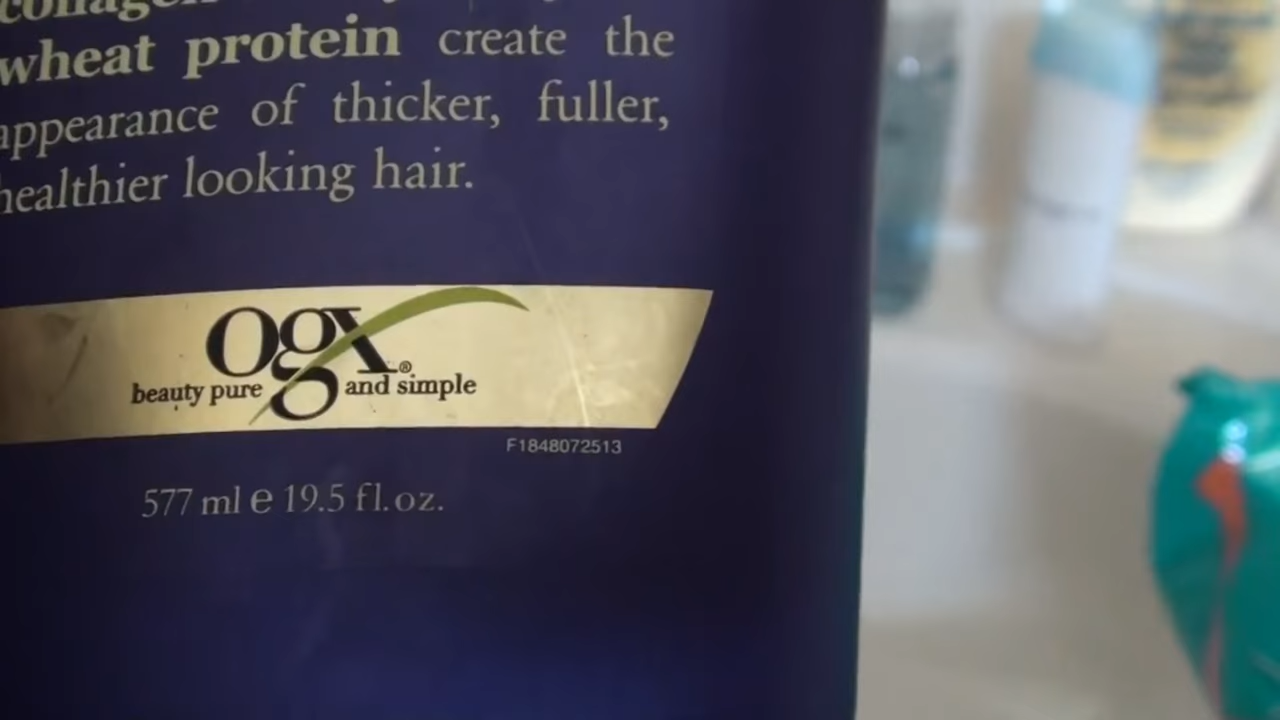 collagen
wheat protein create the
appearance of thicker, fuller,
healthier looking hair.
ogx®
beauty pure and simple
F1848072513
577 ml e 19.5 fl.oz.